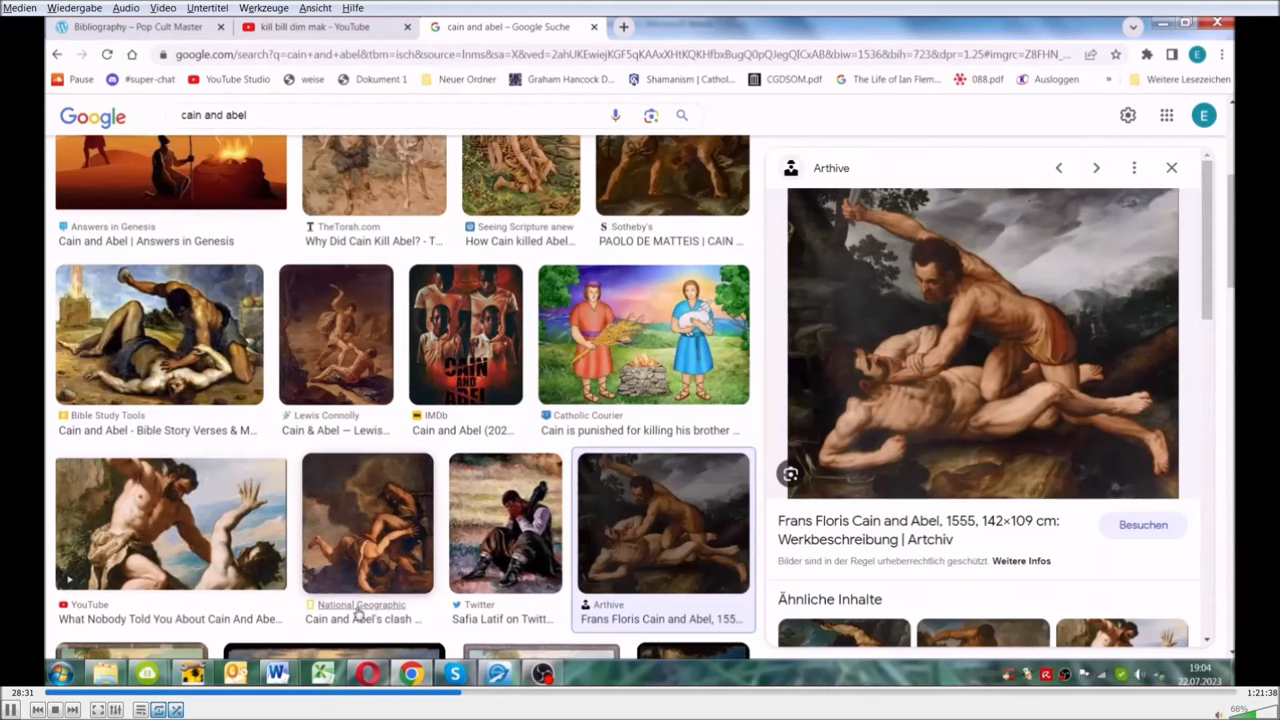 Medien Wiedergabe Audio Video Untertitel Werkzeuge Ansicht Hilfe
Bibliography – Pop Cult Master
kill bill dim mak - YouTube
cain and abel – Google Suche
google.com/search?q=cain+and+abel&tbm=isch&source=lnms&sa=X&ved=2ahUKEwiejKGF5qKAAxXHtKQKHfbxBugQ0pQJegQICxAB&biw=1536&bih=723&dpr=1.25#imgrc=Z8FHN_...
E
Pause #super-chat YouTube Studio weise Dokument 1 Neuer Ordner Graham Hancock D... Shamanism | Cathol... CGDSOM.pdf The Life of Ian Flem... 088.pdf Ausloggen » Weitere Lesezeichen
Google
cain and abel
E
Answers in Genesis
Cain and Abel | Answers in Genesis
TheTorah.com
Why Did Cain Kill Abel? - T...
Seeing Scripture anew
How Cain killed Abel...
Sotheby's
PAOLO DE MATTEIS | CAIN ...
Bible Study Tools
Cain and Abel - Bible Story Verses & M...
Lewis Connolly
Cain & Abel — Lewis...
CAIN
AND
ABEL
IMDb
Cain and Abel (202...
Catholic Courier
Cain is punished for killing his brother ...
YouTube
What Nobody Told You About Cain And Abe...
National Geographic
Cain and Abel's clash ...
Twitter
Safia Latif on Twitt...
Arthive
Frans Floris Cain and Abel, 155...
Arthive
Frans Floris Cain and Abel, 1555, 142×109 cm:
Werkbeschreibung | Artchiv
Besuchen
Bilder sind in der Regel urheberrechtlich geschützt. Weitere Infos
Ähnliche Inhalte
19:04
22.07.2023
28:31
1:21:38
68%